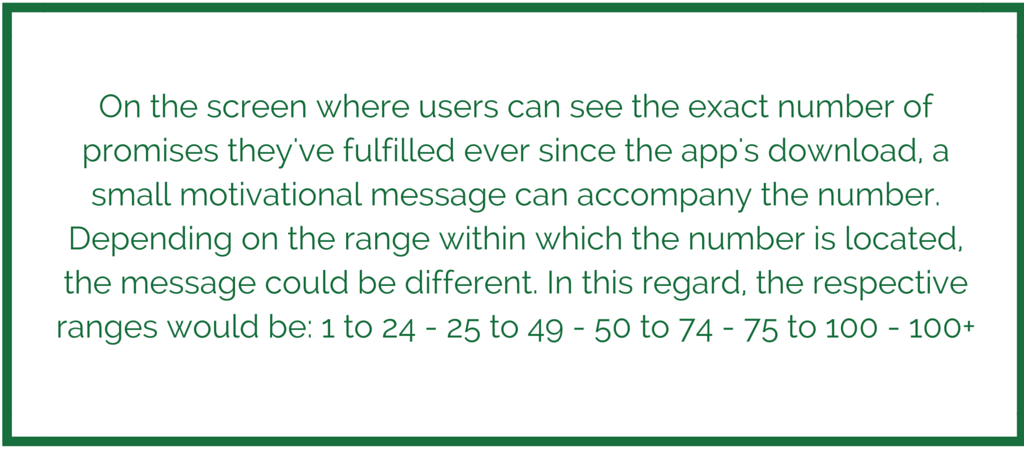 On the screen where users can see the exact number of
promises they've fulfilled ever since the app's download, a
small motivational message can accompany the number.
Depending on the range within which the number is located,
the message could be different. In this regard, the respective
ranges would be: 1 to 24 - 25 to 49 - 50 to 74 - 75 to 100 - 100+